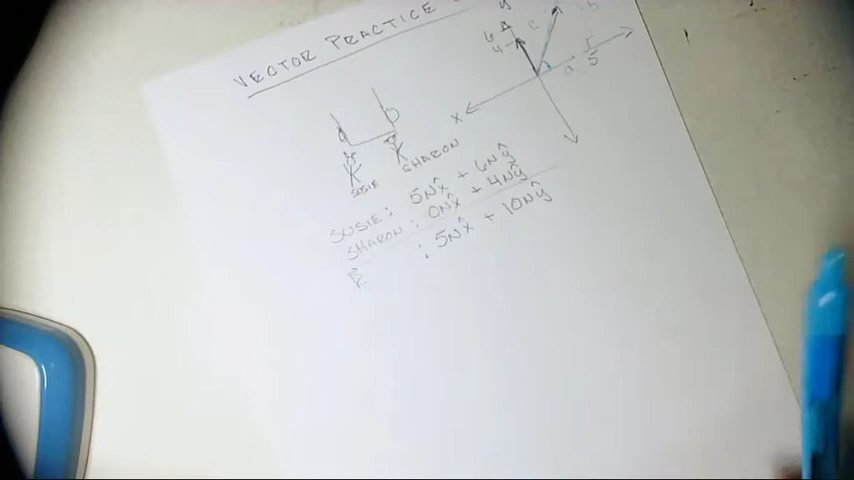 VECTOR PRACTICE
y
6
4
c
b
a
5
x
SUSIE
SHARON
SUSIE: 5Nx̂ + 6Nŷ
SHARON: 0Nx̂ + 4Nŷ
R⃗ : 5Nx̂ + 10Nŷ